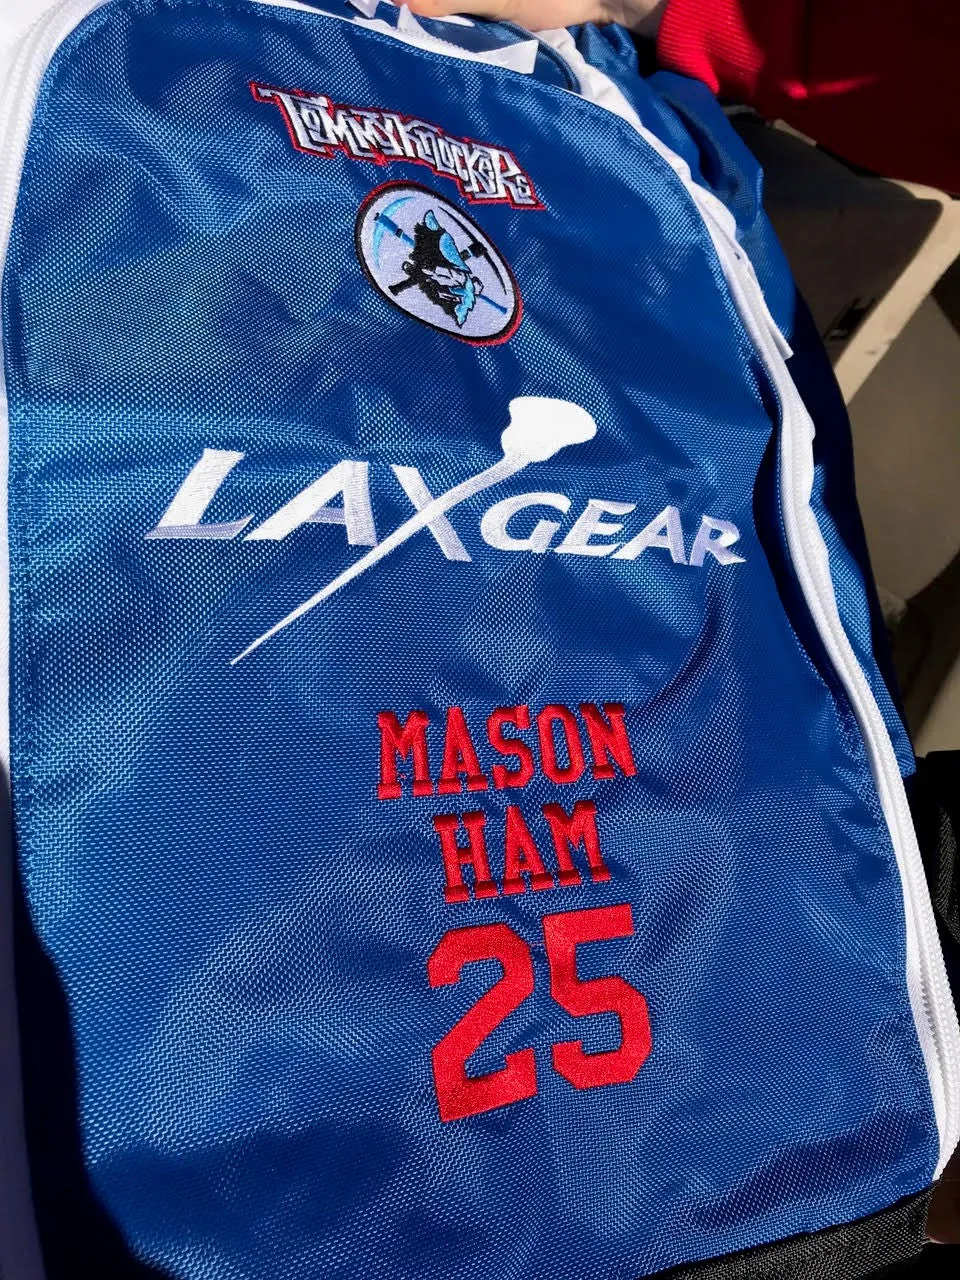 TOMMYKNOCKERS
LAXGEAR
MASON
HAM
25